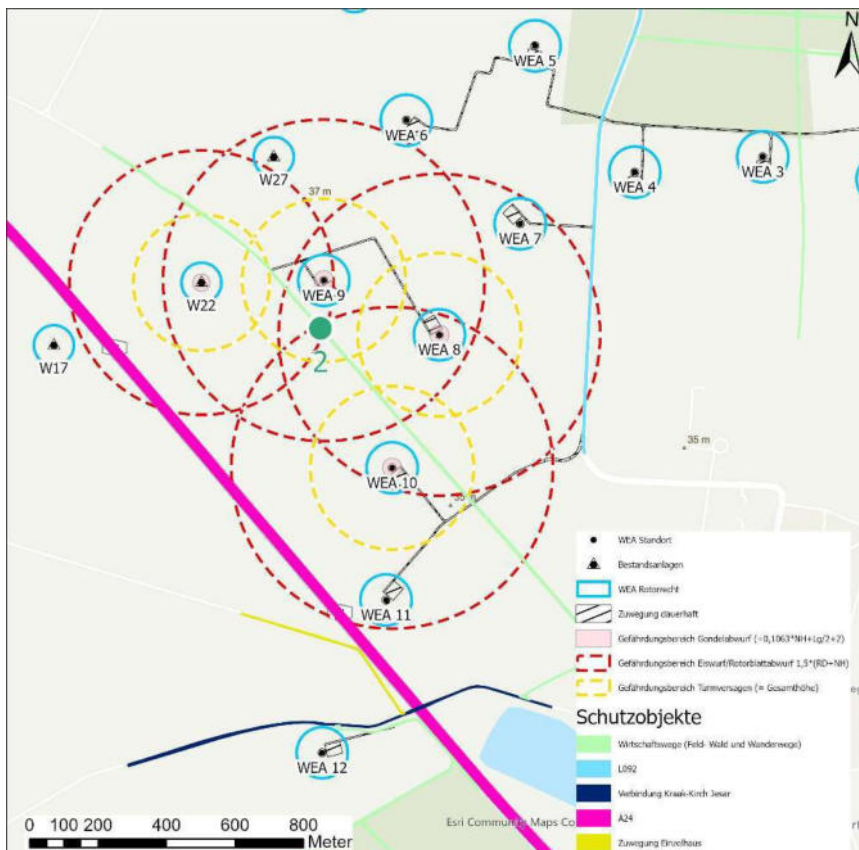 N
WEA 5
WEA 6
W27
WEA 4
WEA 3
37 m
WEA 7
W22
WEA 9
WEA 8
W17
2
35 m
WEA 10
35 m
WEA 11
WEA 12
0 100 200 400 600 800
Meter
Esri Community Maps Co
WEA Standort
Bestandsanlagen
WEA Rotorrecht
Zuwegung dauerhaft
Gefährdungsbereich Gondelabwurf (=0,1063*NH+Lg/2+2)
Gefährdungsbereich Eiswurf/Rotorblattabwurf 1,5*(RD+NH)
Gefährdungsbereich Turmversagen (= Gesamthöhe)
Schutzobjekte
Wirtschaftswege (Feld- Wald und Wanderwege)
L092
Verbindung Kraak-Kirch Jesar
A24
Zuwegung Einzelhaus